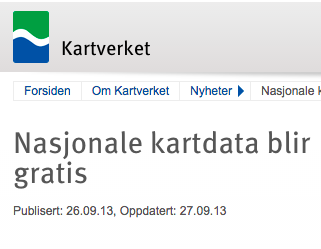 Kartverket
Forsiden Om Kartverket Nyheter Nasjonale
Nasjonale kartdata blir
gratis
Publisert: 26.09.13, Oppdatert: 27.09.13